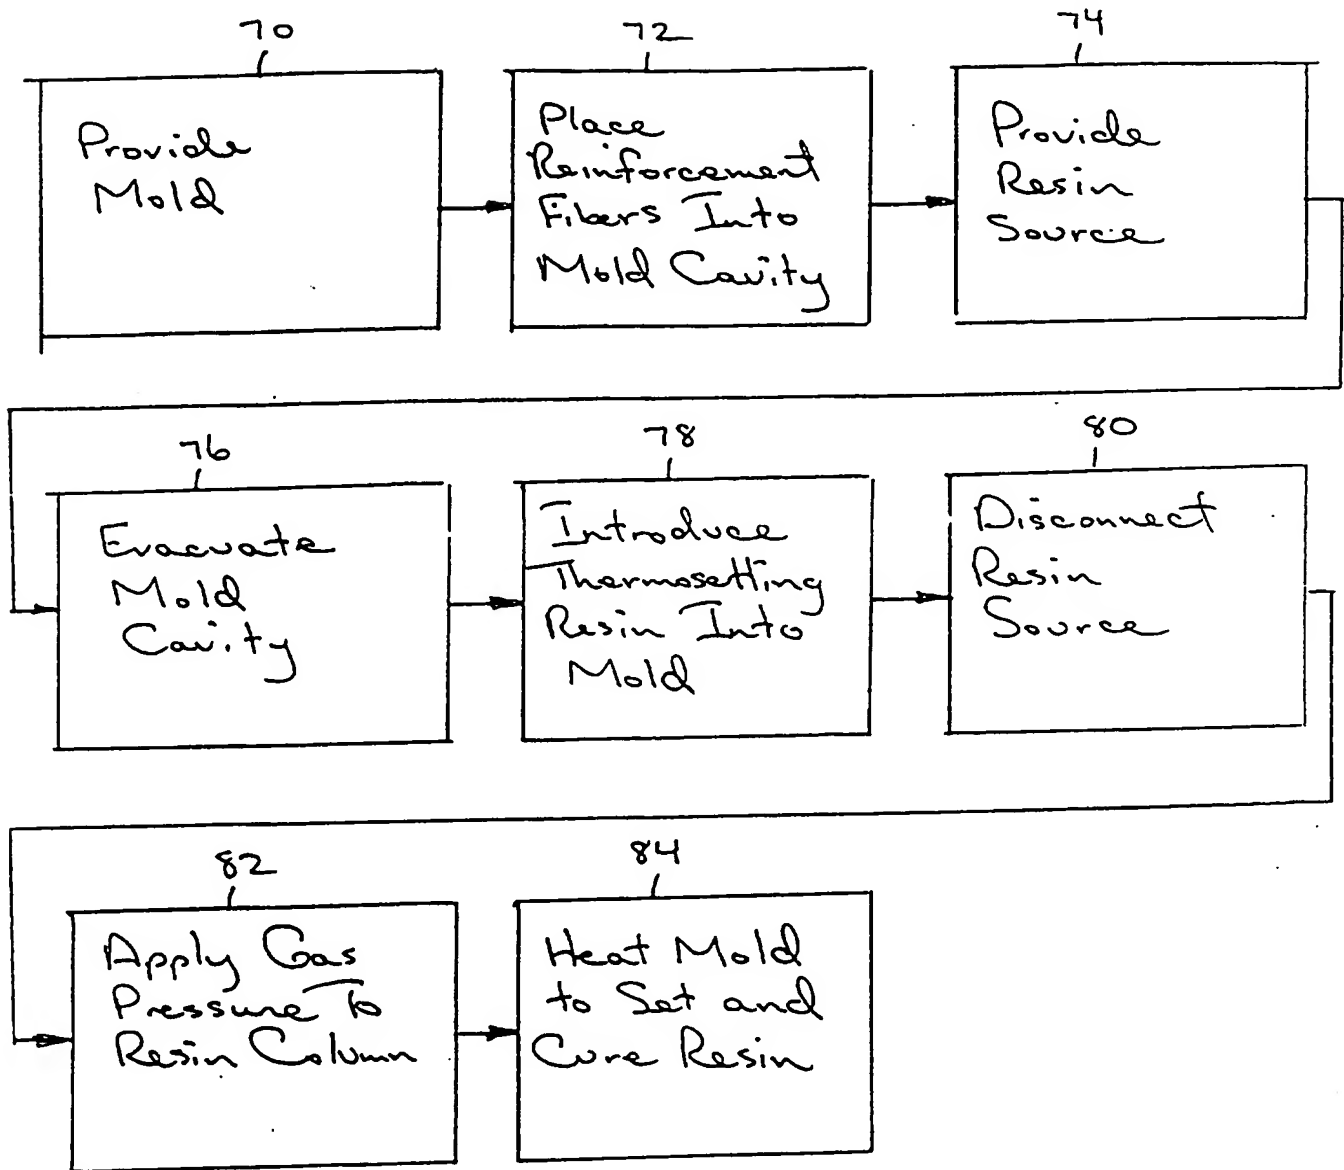 70
Provide
Mold
72
Place
Reinforcement
Fibers Into
Mold Cavity
74
Provide
Resin
Source
76
Evacuate
Mold
Cavity
78
Introduce
Thermosetting
Resin Into
Mold
80
Disconnect
Resin
Source
82
Apply Gas
Pressure To
Resin Column
84
Heat Mold
to Set and
Cure Resin